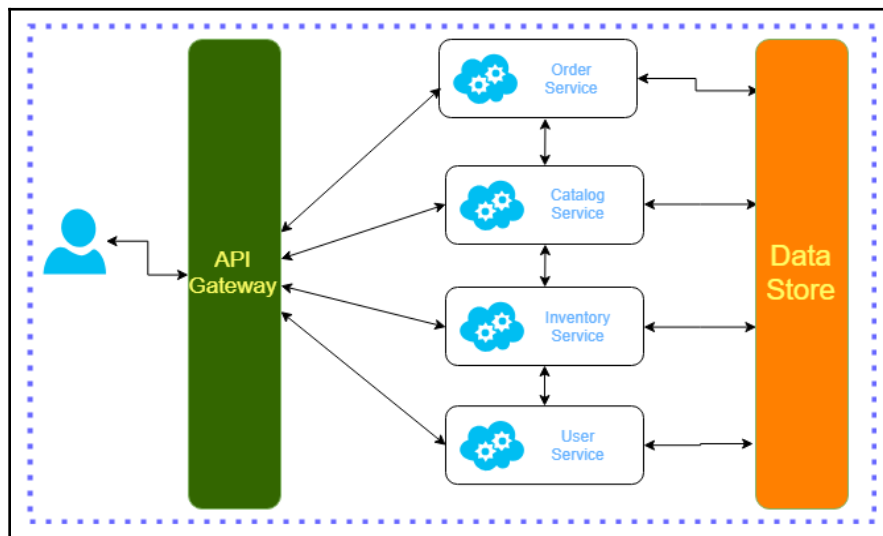 API
Gateway
Order
Service
Catalog
Service
Inventory
Service
User
Service
Data
Store